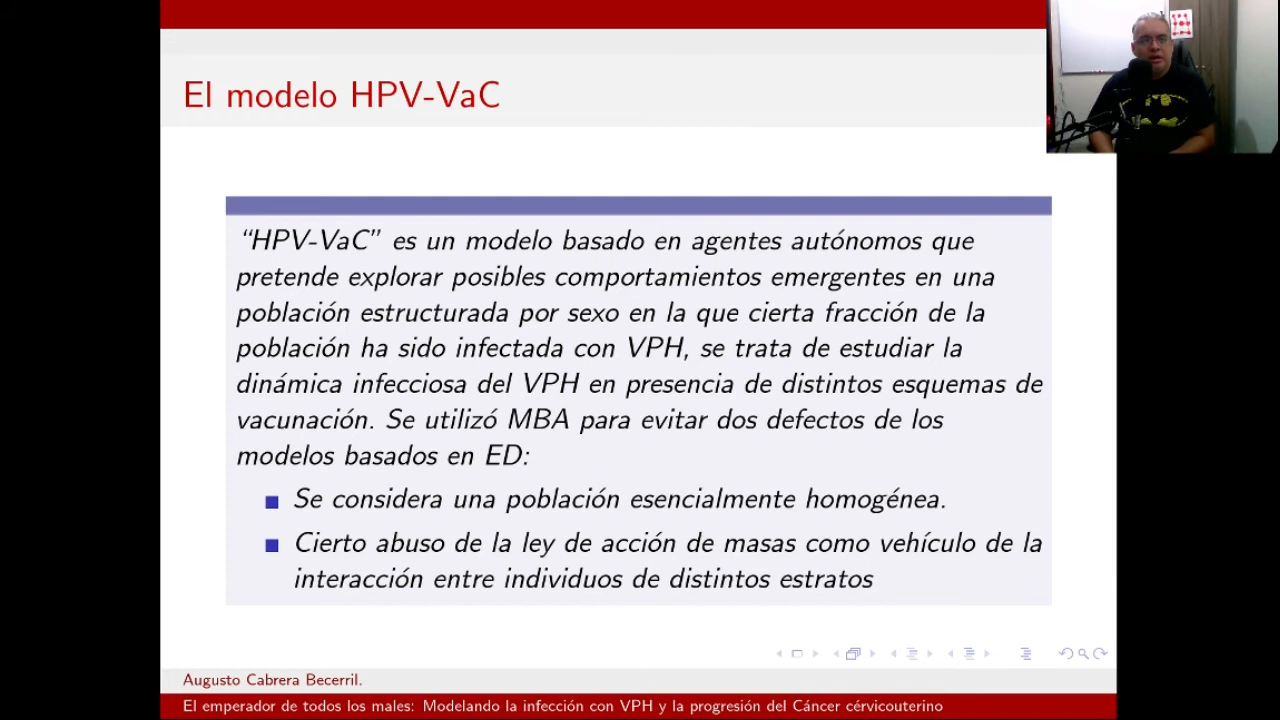 El modelo HPV-VaC
“HPV-VaC” es un modelo basado en agentes autónomos que
pretende explorar posibles comportamientos emergentes en una
población estructurada por sexo en la que cierta fracción de la
población ha sido infectada con VPH, se trata de estudiar la
dinámica infecciosa del VPH en presencia de distintos esquemas de
vacunación. Se utilizó MBA para evitar dos defectos de los
modelos basados en ED:
Se considera una población esencialmente homogénea.
Cierto abuso de la ley de acción de masas como vehículo de la
interacción entre individuos de distintos estratos
Augusto Cabrera Becerril.
El emperador de todos los males: Modelando la infección con VPH y la progresión del Cáncer cérvicouterino